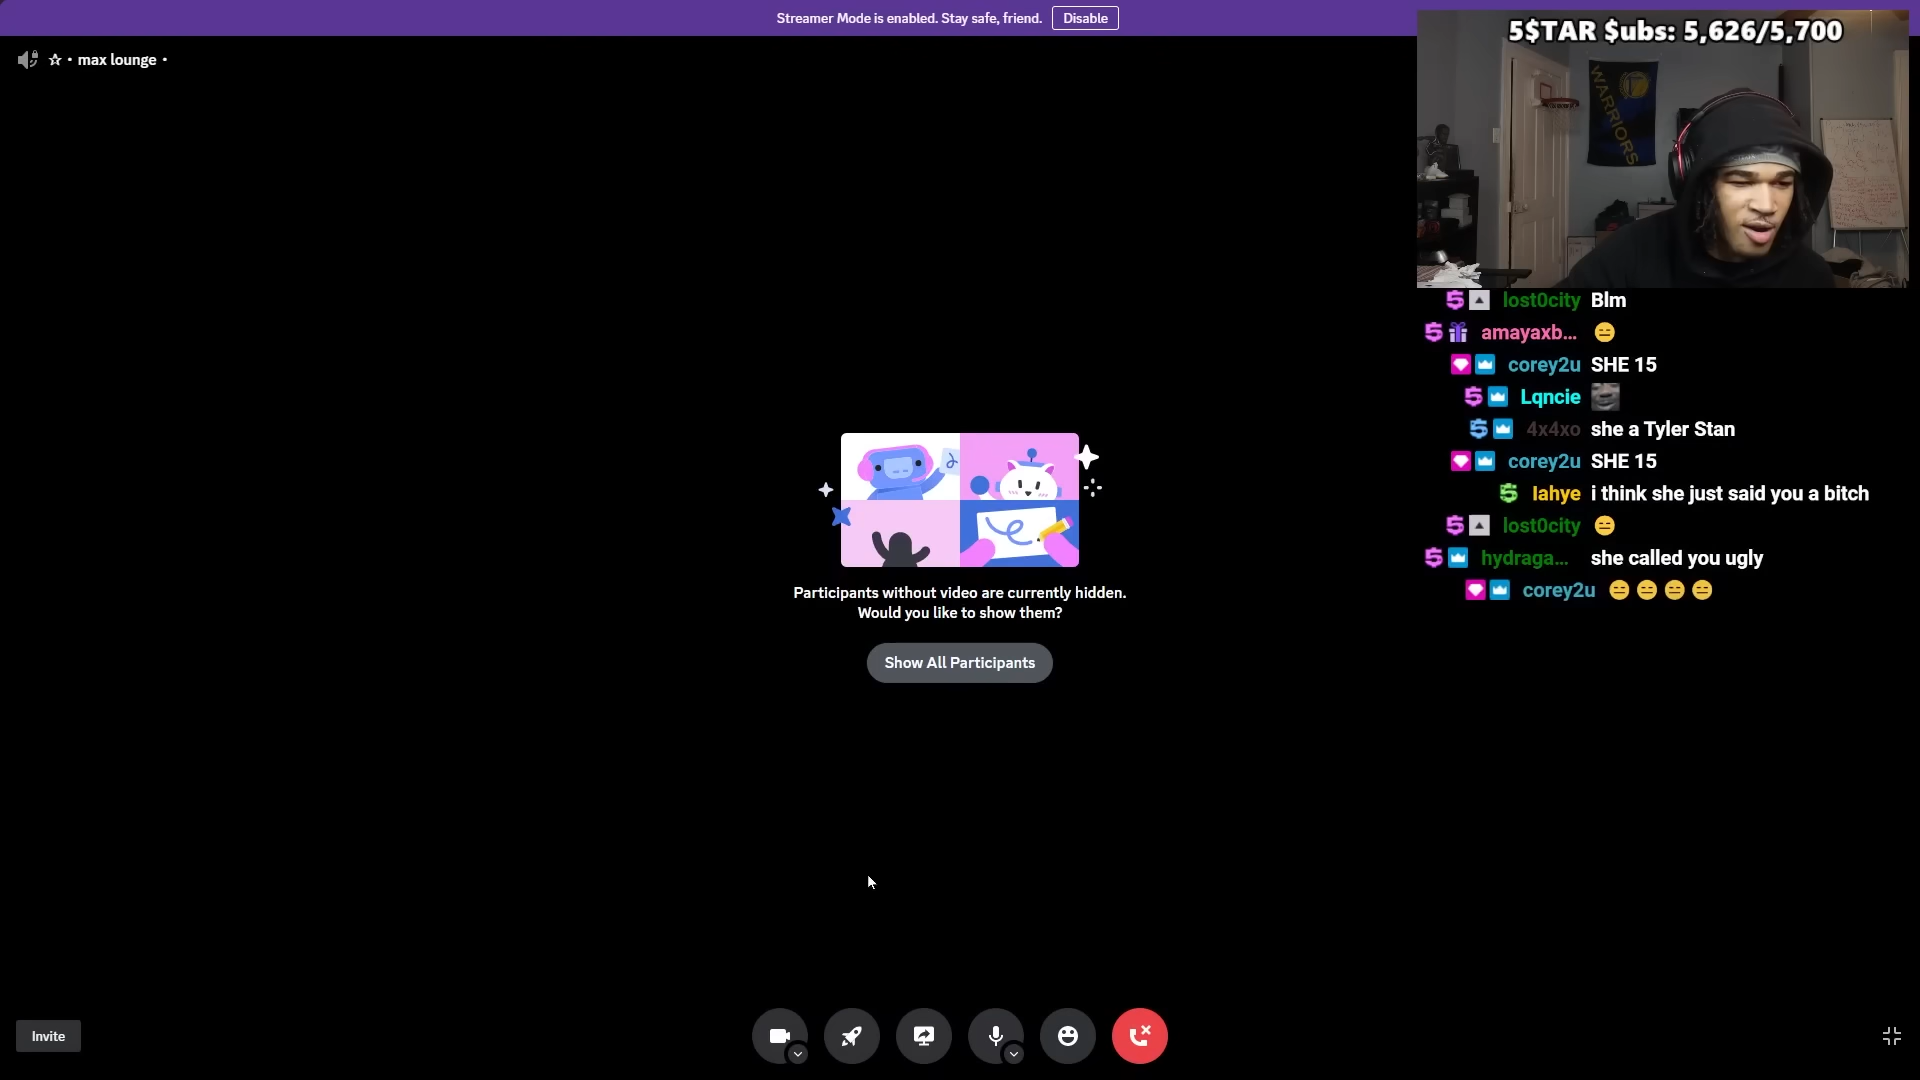 Streamer Mode is enabled. Stay safe, friend. Disable
5$TAR $ubs: 5,626/5,700
☆ • max lounge •
WARRIORS
lost0city Blm
amayaxb... 😑
corey2u SHE 15
Lqncie
4x4xo she a Tyler Stan
corey2u SHE 15
lahye i think she just said you a bitch
lost0city 😑
hydraga... she called you ugly
corey2u 😑 😑 😑 😑
Participants without video are currently hidden.
Would you like to show them?
Show All Participants
Invite